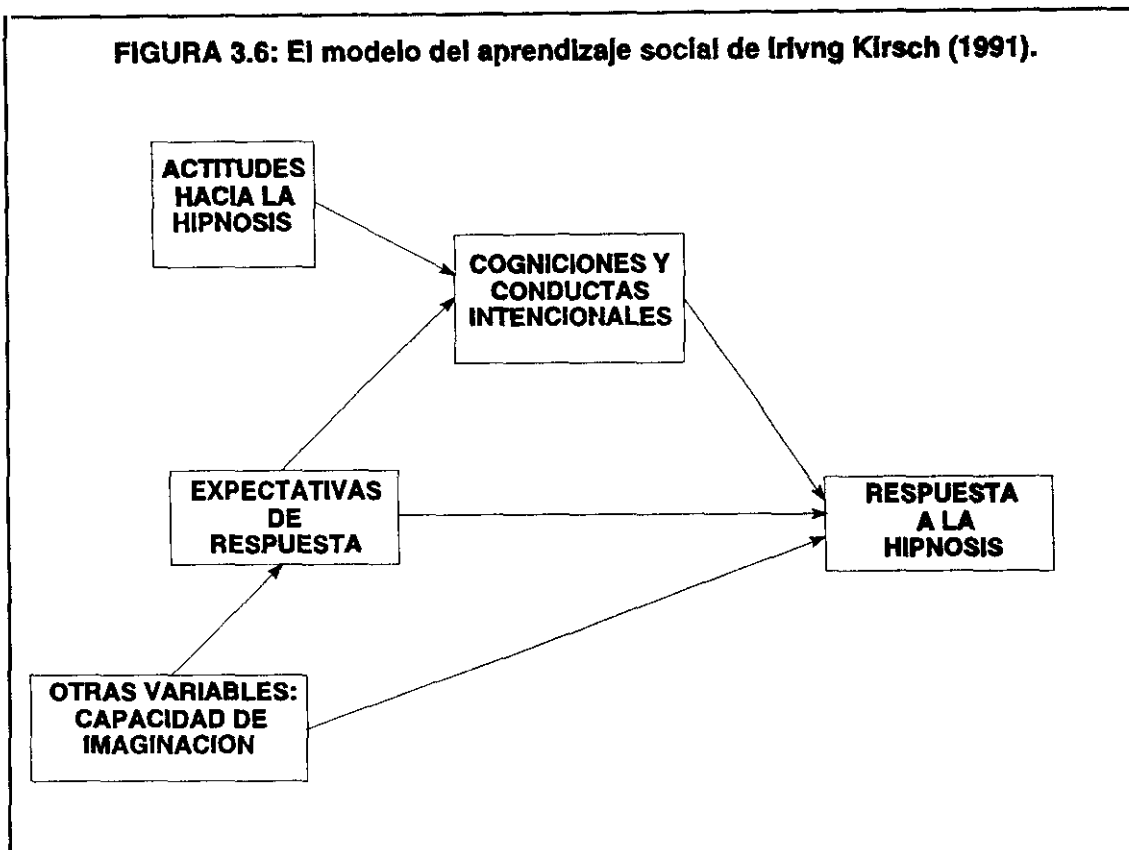 FIGURA 3.6: El modelo del aprendizaje social de Irivng Kirsch (1991).
ACTITUDES
HACIA LA
HIPNOSIS
COGNICIONES Y
CONDUCTAS
INTENCIONALES
EXPECTATIVAS
DE
RESPUESTA
RESPUESTA
A LA
HIPNOSIS
OTRAS VARIABLES:
CAPACIDAD DE
IMAGINACION